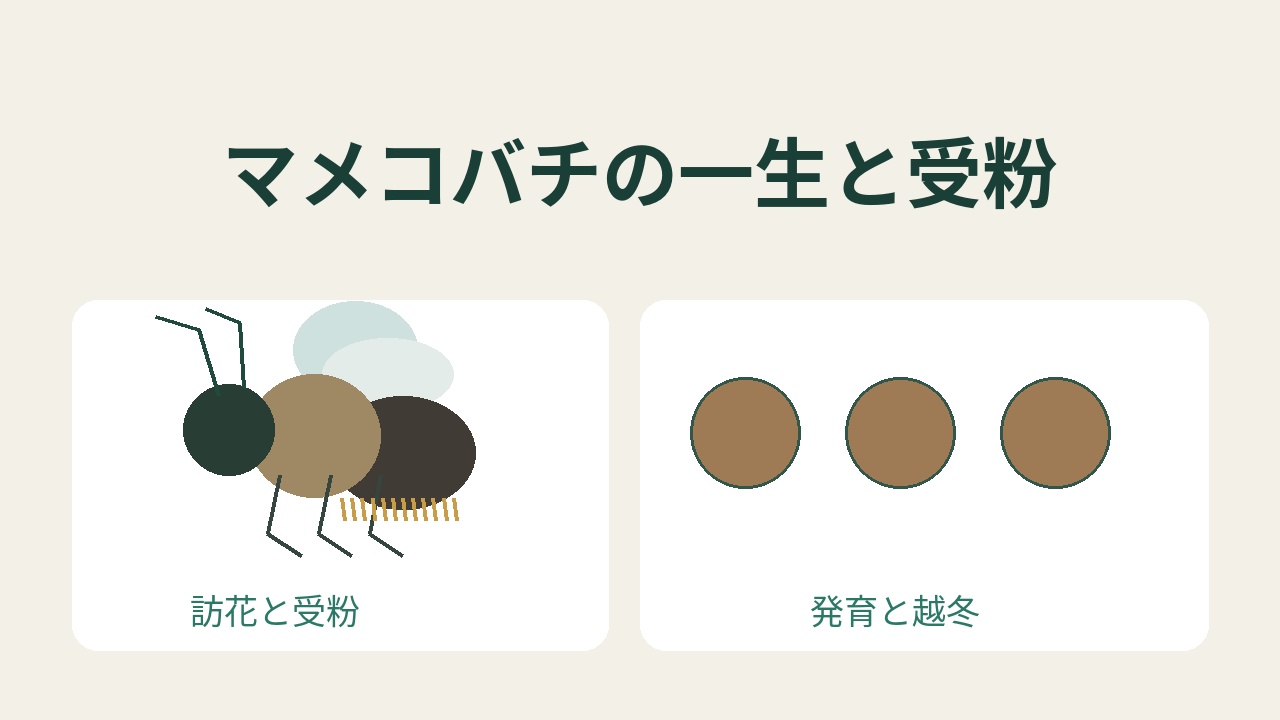 マメコバチの一生と受粉
訪花と受粉
発育と越冬